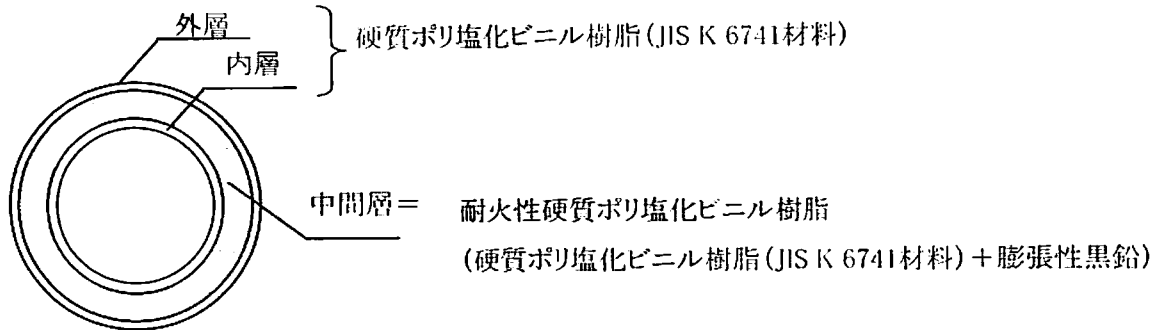 外層
硬質ポリ塩化ビニル樹脂(JIS K 6741材料)
内層
中間層＝ 耐火性硬質ポリ塩化ビニル樹脂
(硬質ポリ塩化ビニル樹脂(JIS K 6741材料)＋膨張性黒鉛)